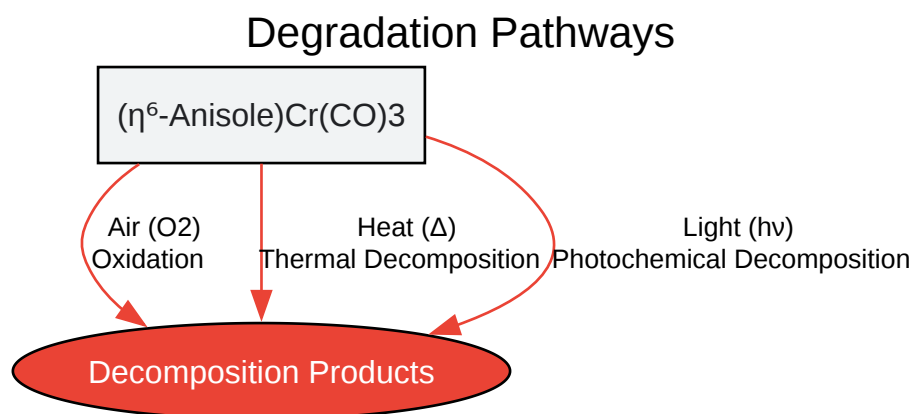 Degradation Pathways
(η⁶-Anisole)Cr(CO)3
Air (O2)
Oxidation
Heat (Δ)
Thermal Decomposition
Light (hν)
Photochemical Decomposition
Decomposition Products